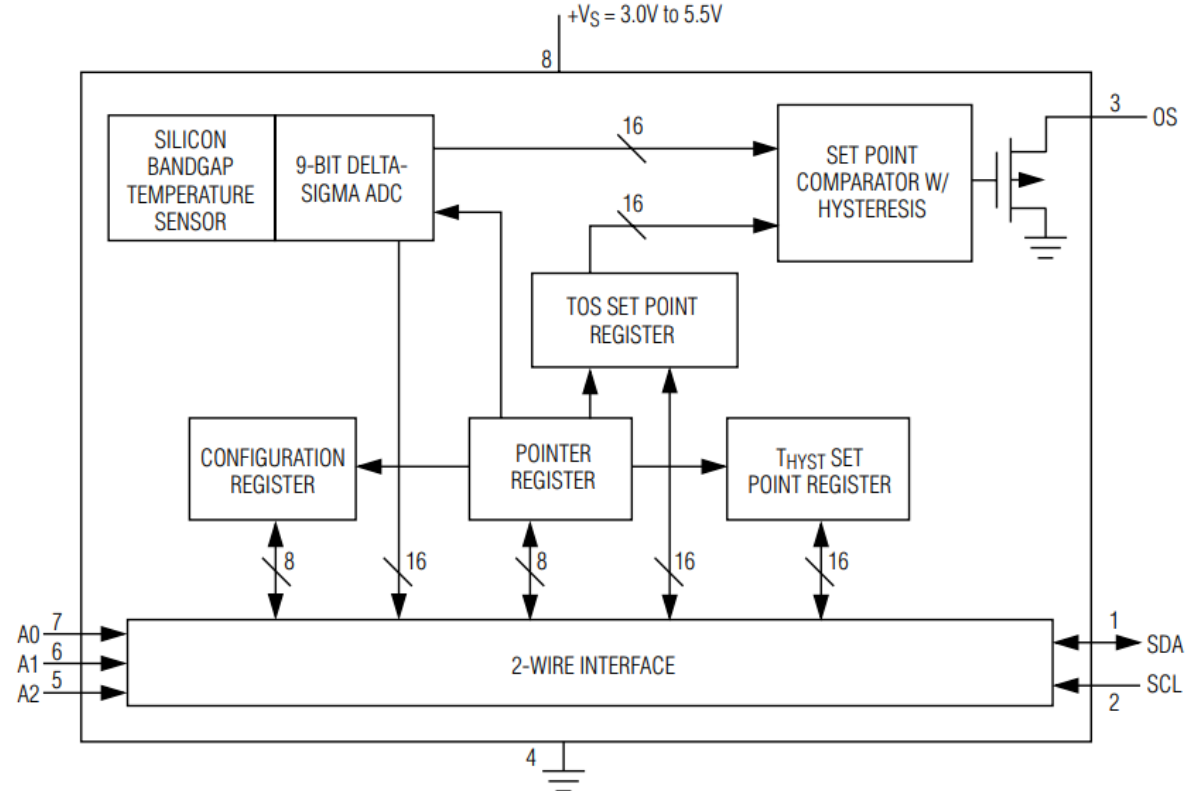 +VS = 3.0V to 5.5V
8
3
OS
SILICON
BANDGAP
TEMPERATURE
SENSOR
9-BIT DELTA-
SIGMA ADC
16
16
SET POINT
COMPARATOR W/
HYSTERESIS
TOS SET POINT
REGISTER
CONFIGURATION
REGISTER
POINTER
REGISTER
THYST SET
POINT REGISTER
8
16
8
16
16
A0
7
A1
6
A2
5
2-WIRE INTERFACE
1
SDA
SCL
2
4